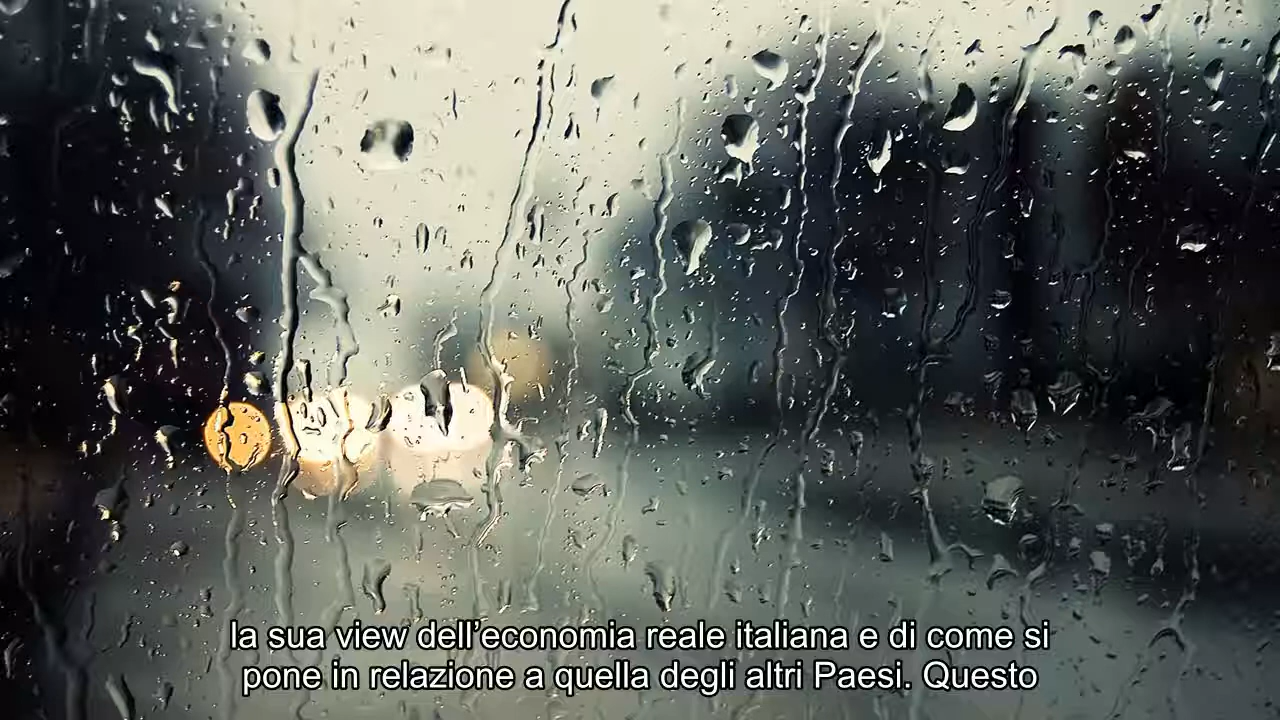 la sua view dell'economia reale italiana e di come si
pone in relazione a quella degli altri Paesi. Questo